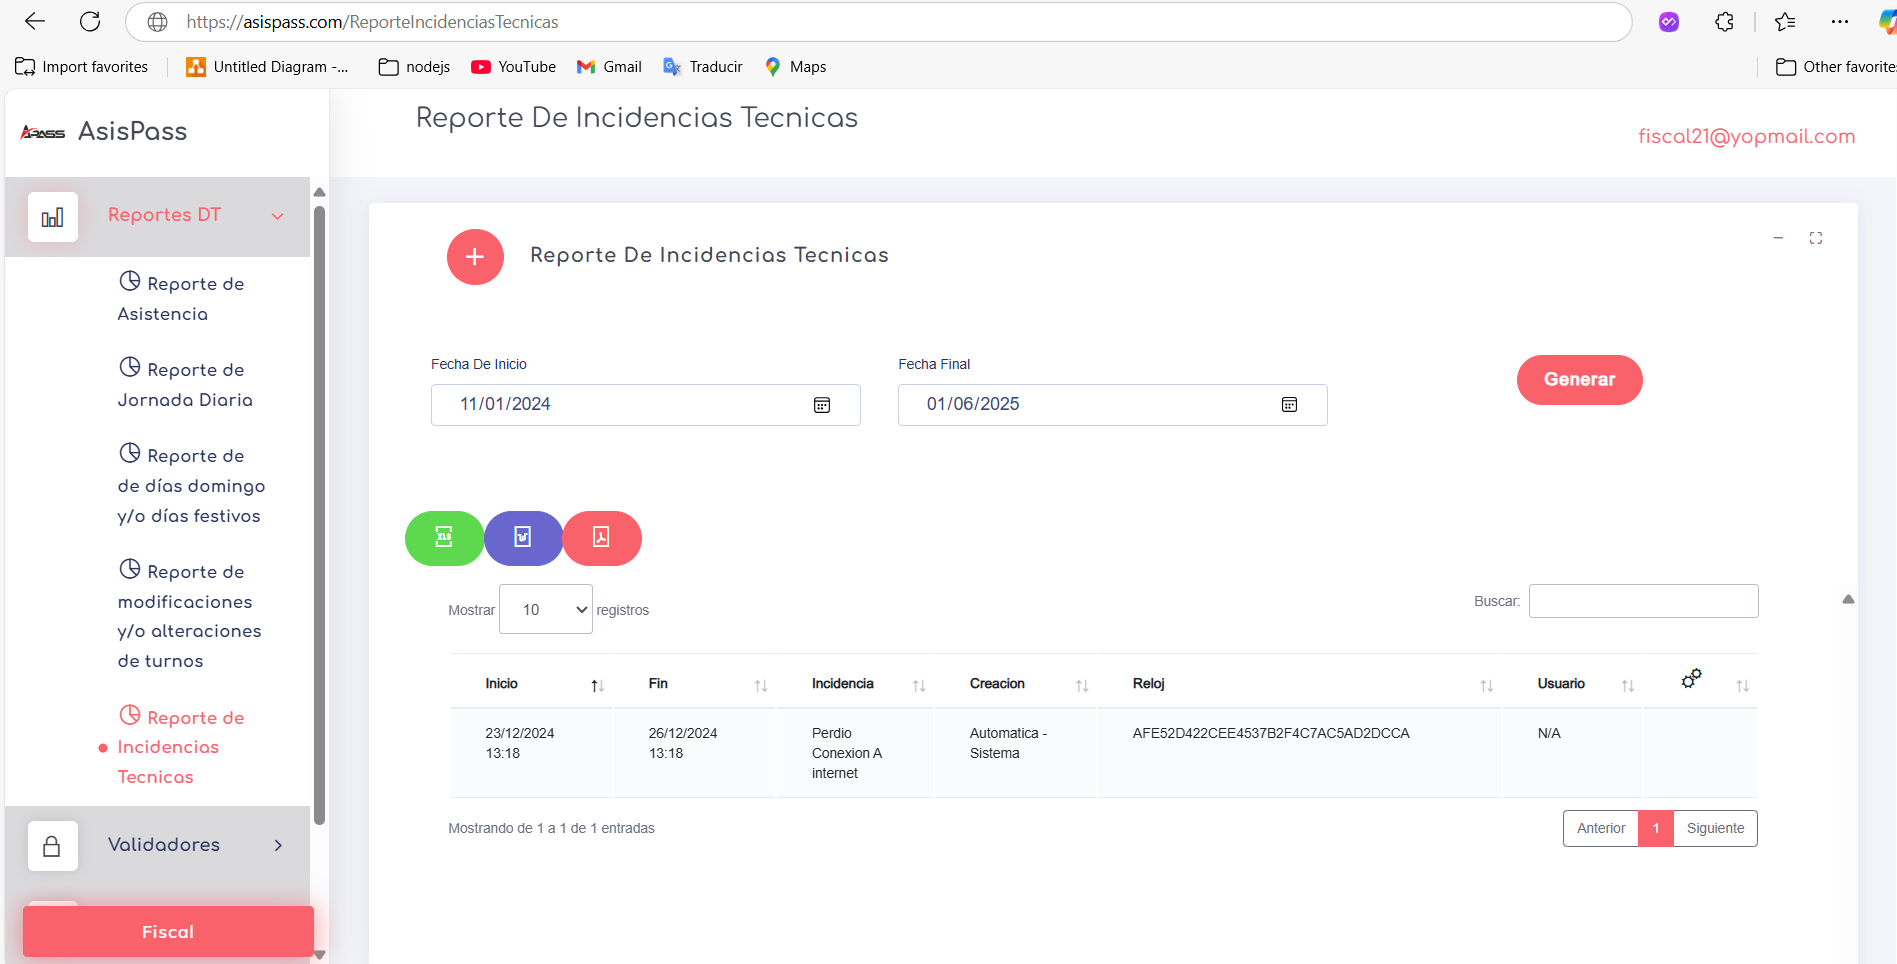 https://asispass.com/ReporteIncidenciasTecnicas
Import favorites
Untitled Diagram -...
nodejs
YouTube
Gmail
Traducir
Maps
Other favorites
APASS AsisPass
Reporte De Incidencias Tecnicas
fiscal21@yopmail.com
Reportes DT
Reporte de
Asistencia
Reporte de
Jornada Diaria
Reporte de
de días domingo
y/o días festivos
Reporte de
modificaciones
y/o alteraciones
de turnos
Reporte de
Incidencias
Tecnicas
Validadores
Fiscal
Reporte De Incidencias Tecnicas
Fecha De Inicio
11/01/2024
Fecha Final
01/06/2025
Generar
XLS
W
Mostrar 10 registros
Buscar:
Inicio Fin Incidencia Creacion Reloj Usuario
23/12/2024 26/12/2024 Perdio Automatica - AFE52D422CEE4537B2F4C7AC5AD2DCCA N/A
13:18 13:18 Conexion A Sistema
internet
Mostrando de 1 a 1 de 1 entradas
Anterior 1 Siguiente